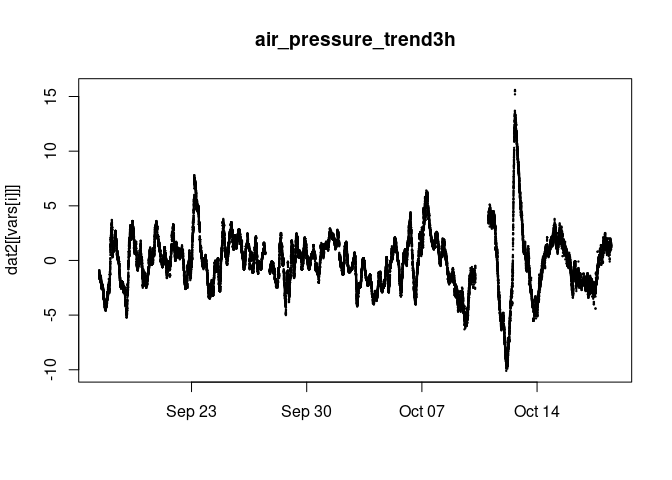 air_pressure_trend3h
dat2[[vars[i]]]
15
10
5
0
-5
-10
Sep 23
Sep 30
Oct 07
Oct 14